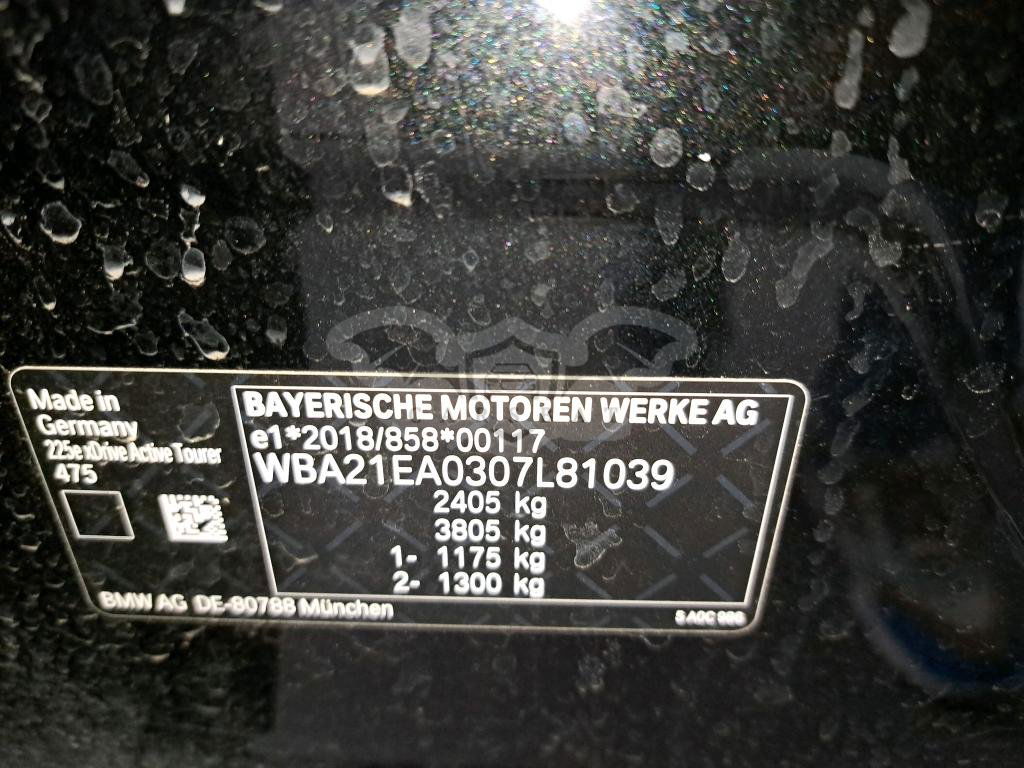 Made in
Germany
225e xDrive Active Tourer
475
BAYERISCHE MOTOREN WERKE AG
e1*2018/858*00117
WBA21EA0307L81039
2405 kg
3805 kg
1- 1175 kg
2- 1300 kg
BMW AG DE-80788 München